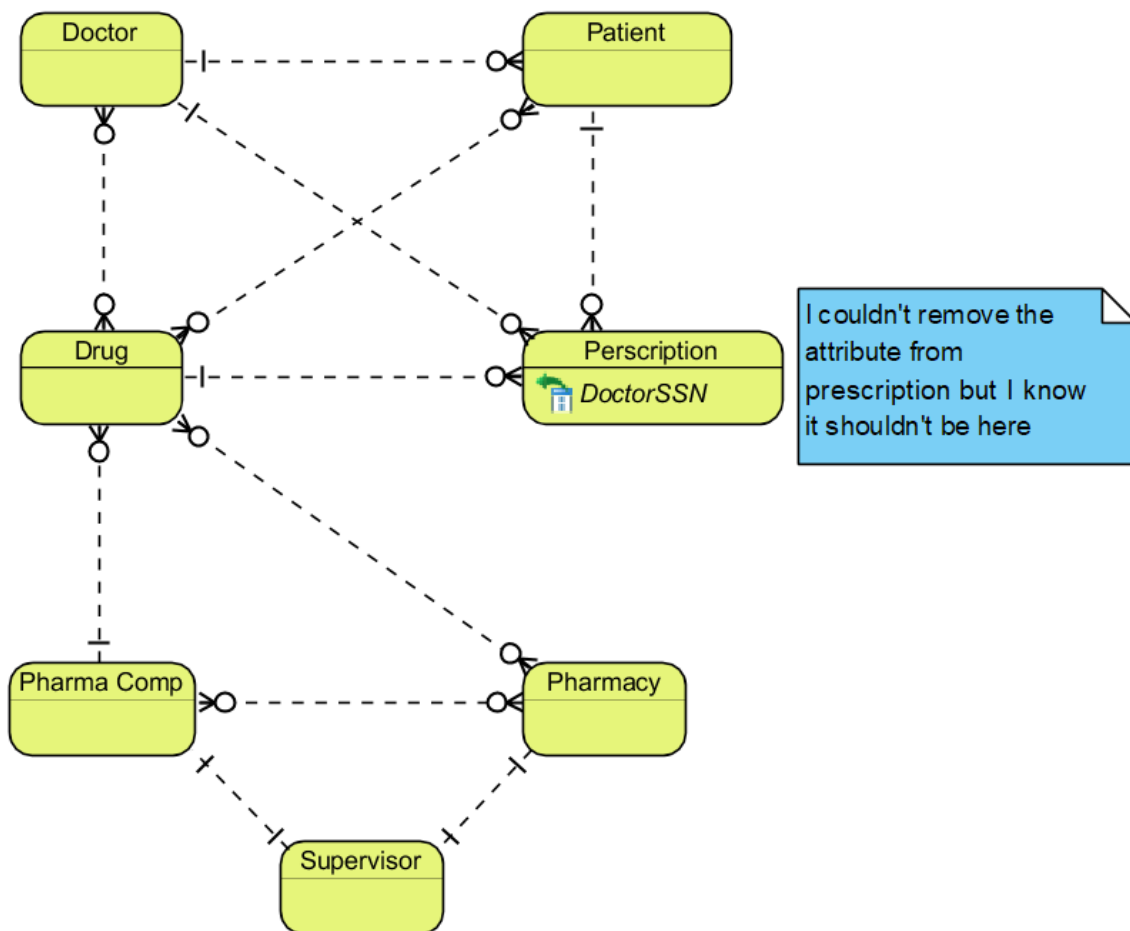 Doctor
Patient
Drug
Perscription
DoctorSSN
I couldn't remove the
attribute from
prescription but I know
it shouldn't be here
Pharma Comp
Pharmacy
Supervisor